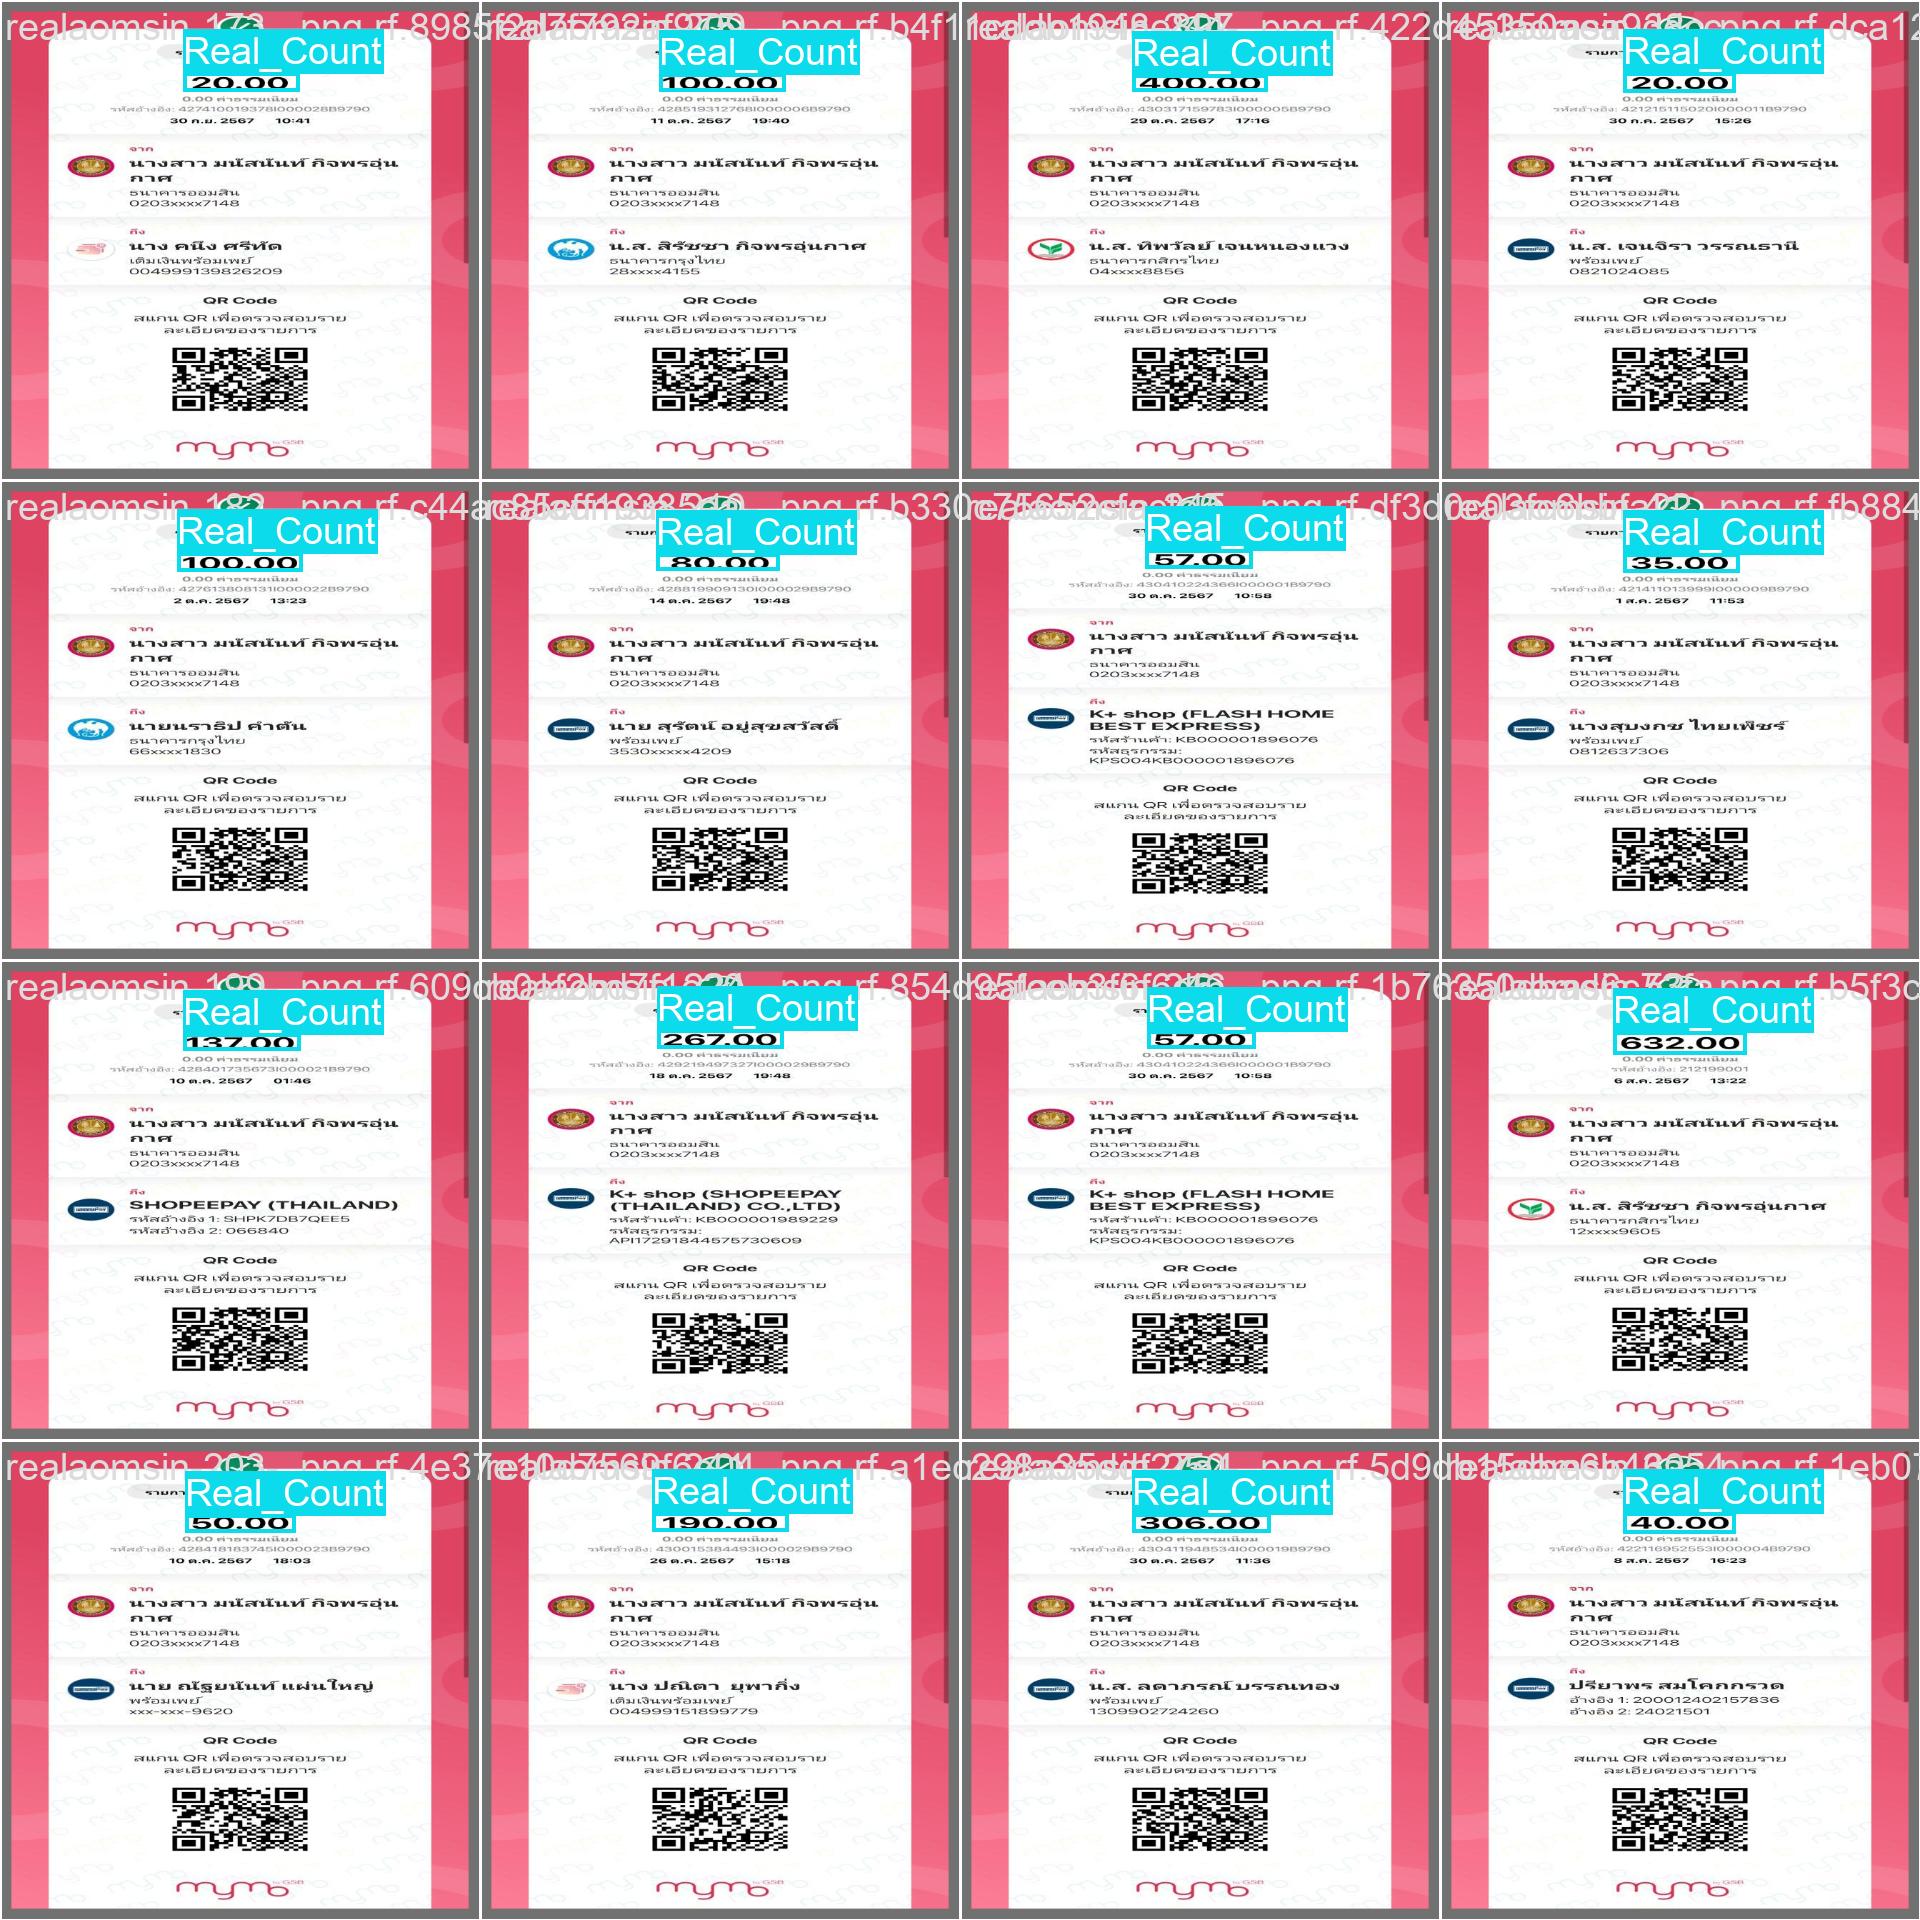 Real_Count
20.00
0.00 ค่าธรรมเนียม
รหัสอ้างอิง: 427410019378I000028B9790
30 ก.ย. 2567 10:41
จาก
นางสาว มนัสนันท์ กิจพรอุ่น
กาศ
ธนาคารออมสิน
0203xxxx7148
ถึง
นาง คนึง ศรีทัด
เติมเงินพร้อมเพย์
004999139826209
QR Code
สแกน QR เพื่อตรวจสอบราย
ละเอียดของรายการ
mymo by GSB
Real_Count
100.00
0.00 ค่าธรรมเนียม
รหัสอ้างอิง: 428519312768I000006B9790
11 ต.ค. 2567 19:40
จาก
นางสาว มนัสนันท์ กิจพรอุ่น
กาศ
ธนาคารออมสิน
0203xxxx7148
ถึง
น.ส. สิรัชชา กิจพรอุ่นกาศ
ธนาคารกรุงไทย
28xxxx4155
QR Code
สแกน QR เพื่อตรวจสอบราย
ละเอียดของรายการ
mymo by GSB
Real_Count
400.00
0.00 ค่าธรรมเนียม
รหัสอ้างอิง: 430317159783I000005B9790
29 ต.ค. 2567 17:16
จาก
นางสาว มนัสนันท์ กิจพรอุ่น
กาศ
ธนาคารออมสิน
0203xxxx7148
ถึง
น.ส. ทิพวัลย์ เจนหนองแวง
ธนาคารกสิกรไทย
04xxxx8856
QR Code
สแกน QR เพื่อตรวจสอบราย
ละเอียดของรายการ
mymo by GSB
Real_Count
20.00
0.00 ค่าธรรมเนียม
รหัสอ้างอิง: 421215115020I000011B9790
30 ก.ค. 2567 15:26
จาก
นางสาว มนัสนันท์ กิจพรอุ่น
กาศ
ธนาคารออมสิน
0203xxxx7148
ถึง
น.ส. เจนจิรา วรรณธานี
พร้อมเพย์
0821024085
QR Code
สแกน QR เพื่อตรวจสอบราย
ละเอียดของรายการ
mymo by GSB
Real_Count
100.00
0.00 ค่าธรรมเนียม
รหัสอ้างอิง: 427613808131I000022B9790
2 ต.ค. 2567 13:23
จาก
นางสาว มนัสนันท์ กิจพรอุ่น
กาศ
ธนาคารออมสิน
0203xxxx7148
ถึง
นายนราธิป คำตัน
ธนาคารกรุงไทย
66xxxx1830
QR Code
สแกน QR เพื่อตรวจสอบราย
ละเอียดของรายการ
mymo by GSB
Real_Count
80.00
0.00 ค่าธรรมเนียม
รหัสอ้างอิง: 428819909130I000029B9790
14 ต.ค. 2567 19:48
จาก
นางสาว มนัสนันท์ กิจพรอุ่น
กาศ
ธนาคารออมสิน
0203xxxx7148
ถึง
นาย สุรัตน์ อยู่สุขสวัสดิ์
พร้อมเพย์
3530xxxxx4209
QR Code
สแกน QR เพื่อตรวจสอบราย
ละเอียดของรายการ
mymo by GSB
Real_Count
57.00
0.00 ค่าธรรมเนียม
รหัสอ้างอิง: 430410224366I000001B9790
30 ต.ค. 2567 10:58
จาก
นางสาว มนัสนันท์ กิจพรอุ่น
กาศ
ธนาคารออมสิน
0203xxxx7148
ถึง
K+ shop (FLASH HOME
BEST EXPRESS)
รหัสร้านค้า: KB000001896076
รหัสธุรกรรม:
KPS004KB000001896076
QR Code
สแกน QR เพื่อตรวจสอบราย
ละเอียดของรายการ
mymo by GSB
Real_Count
35.00
0.00 ค่าธรรมเนียม
รหัสอ้างอิง: 421411013999I000009B9790
1 ส.ค. 2567 11:53
จาก
นางสาว มนัสนันท์ กิจพรอุ่น
กาศ
ธนาคารออมสิน
0203xxxx7148
ถึง
นางสุบงกช ไทยเพ็ชร์
พร้อมเพย์
0812637306
QR Code
สแกน QR เพื่อตรวจสอบราย
ละเอียดของรายการ
mymo by GSB
Real_Count
137.00
0.00 ค่าธรรมเนียม
รหัสอ้างอิง: 428401735673I000021B9790
10 ต.ค. 2567 01:46
จาก
นางสาว มนัสนันท์ กิจพรอุ่น
กาศ
ธนาคารออมสิน
0203xxxx7148
ถึง
SHOPEEPAY (THAILAND)
รหัสอ้างอิง 1: SHPK7DB7QEE5
รหัสอ้างอิง 2: 066840
QR Code
สแกน QR เพื่อตรวจสอบราย
ละเอียดของรายการ
mymo by GSB
Real_Count
267.00
0.00 ค่าธรรมเนียม
รหัสอ้างอิง: 429219497327I000029B9790
18 ต.ค. 2567 19:48
จาก
นางสาว มนัสนันท์ กิจพรอุ่น
กาศ
ธนาคารออมสิน
0203xxxx7148
ถึง
K+ shop (SHOPEEPAY
(THAILAND) CO.,LTD)
รหัสร้านค้า: KB000001989229
รหัสธุรกรรม:
API17291844575730609
QR Code
สแกน QR เพื่อตรวจสอบราย
ละเอียดของรายการ
mymo by GSB
Real_Count
57.00
0.00 ค่าธรรมเนียม
รหัสอ้างอิง: 430410224366I000001B9790
30 ต.ค. 2567 10:58
จาก
นางสาว มนัสนันท์ กิจพรอุ่น
กาศ
ธนาคารออมสิน
0203xxxx7148
ถึง
K+ shop (FLASH HOME
BEST EXPRESS)
รหัสร้านค้า: KB000001896076
รหัสธุรกรรม:
KPS004KB000001896076
QR Code
สแกน QR เพื่อตรวจสอบราย
ละเอียดของรายการ
mymo by GSB
Real_Count
632.00
0.00 ค่าธรรมเนียม
รหัสอ้างอิง: 212199001
6 ส.ค. 2567 13:22
จาก
นางสาว มนัสนันท์ กิจพรอุ่น
กาศ
ธนาคารออมสิน
0203xxxx7148
ถึง
น.ส. สิรัชชา กิจพรอุ่นกาศ
ธนาคารกสิกรไทย
12xxxx9605
QR Code
สแกน QR เพื่อตรวจสอบราย
ละเอียดของรายการ
mymo by GSB
Real_Count
50.00
0.00 ค่าธรรมเนียม
รหัสอ้างอิง: 428418183745I000023B9790
10 ต.ค. 2567 18:03
จาก
นางสาว มนัสนันท์ กิจพรอุ่น
กาศ
ธนาคารออมสิน
0203xxxx7148
ถึง
นาย ณัฐยนันท์ แผ่นใหญ่
พร้อมเพย์
xxx-xxx-9620
QR Code
สแกน QR เพื่อตรวจสอบราย
ละเอียดของรายการ
mymo by GSB
Real_Count
190.00
0.00 ค่าธรรมเนียม
รหัสอ้างอิง: 430015384493I000029B9790
26 ต.ค. 2567 15:18
จาก
นางสาว มนัสนันท์ กิจพรอุ่น
กาศ
ธนาคารออมสิน
0203xxxx7148
ถึง
นาง ปณิตา ยุพากิ่ง
เติมเงินพร้อมเพย์
004999151899779
QR Code
สแกน QR เพื่อตรวจสอบราย
ละเอียดของรายการ
mymo by GSB
Real_Count
306.00
0.00 ค่าธรรมเนียม
รหัสอ้างอิง: 430411948534I000019B9790
30 ต.ค. 2567 11:36
จาก
นางสาว มนัสนันท์ กิจพรอุ่น
กาศ
ธนาคารออมสิน
0203xxxx7148
ถึง
น.ส. ลดาภรณ์ บรรณทอง
พร้อมเพย์
1309902724260
QR Code
สแกน QR เพื่อตรวจสอบราย
ละเอียดของรายการ
mymo by GSB
Real_Count
40.00
0.00 ค่าธรรมเนียม
รหัสอ้างอิง: 422116952553I000004B9790
8 ส.ค. 2567 16:23
จาก
นางสาว มนัสนันท์ กิจพรอุ่น
กาศ
ธนาคารออมสิน
0203xxxx7148
ถึง
ปรียาพร สมโคกกรวด
อ้างอิง 1: 200012402157836
อ้างอิง 2: 24021501
QR Code
สแกน QR เพื่อตรวจสอบราย
ละเอียดของรายการ
mymo by GSB